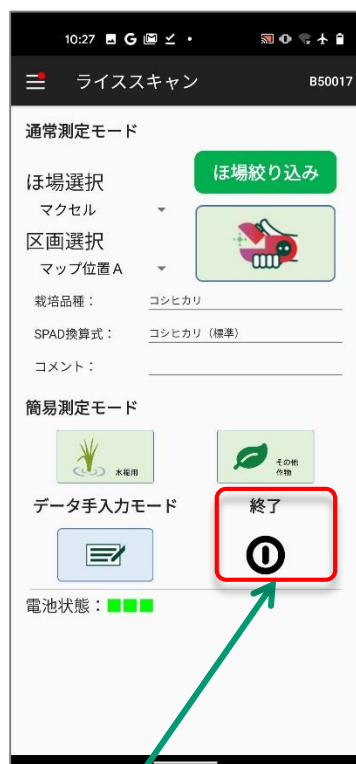 10:27 G
ライススキャン B50017
通常測定モード
ほ場絞り込み
ほ場選択
マクセル
区画選択
マップ位置A
栽培品種： コシヒカリ
SPAD換算式： コシヒカリ（標準）
コメント：
簡易測定モード
水稲用
その他
作物
データ手入力モード 終了
電池状態：